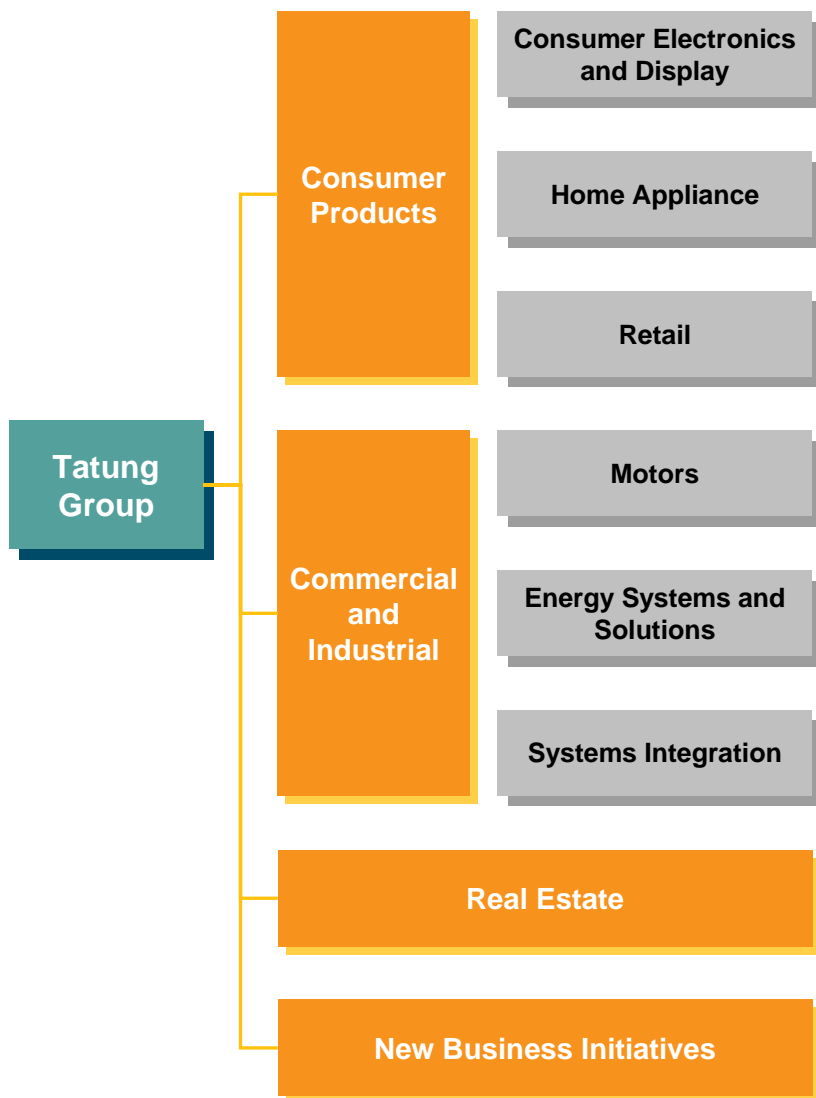 Tatung
Group
Consumer
Products
Consumer Electronics
and Display
Home Appliance
Retail
Commercial
and
Industrial
Motors
Energy Systems and
Solutions
Systems Integration
Real Estate
New Business Initiatives